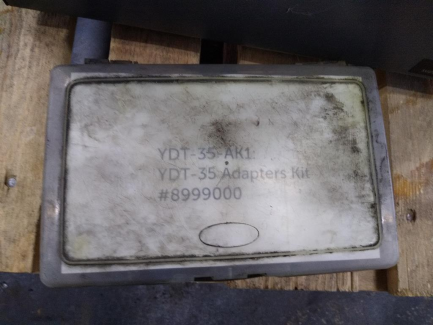 YDT-35-AK1:
YDT-35 Adapters Kit
#8999000